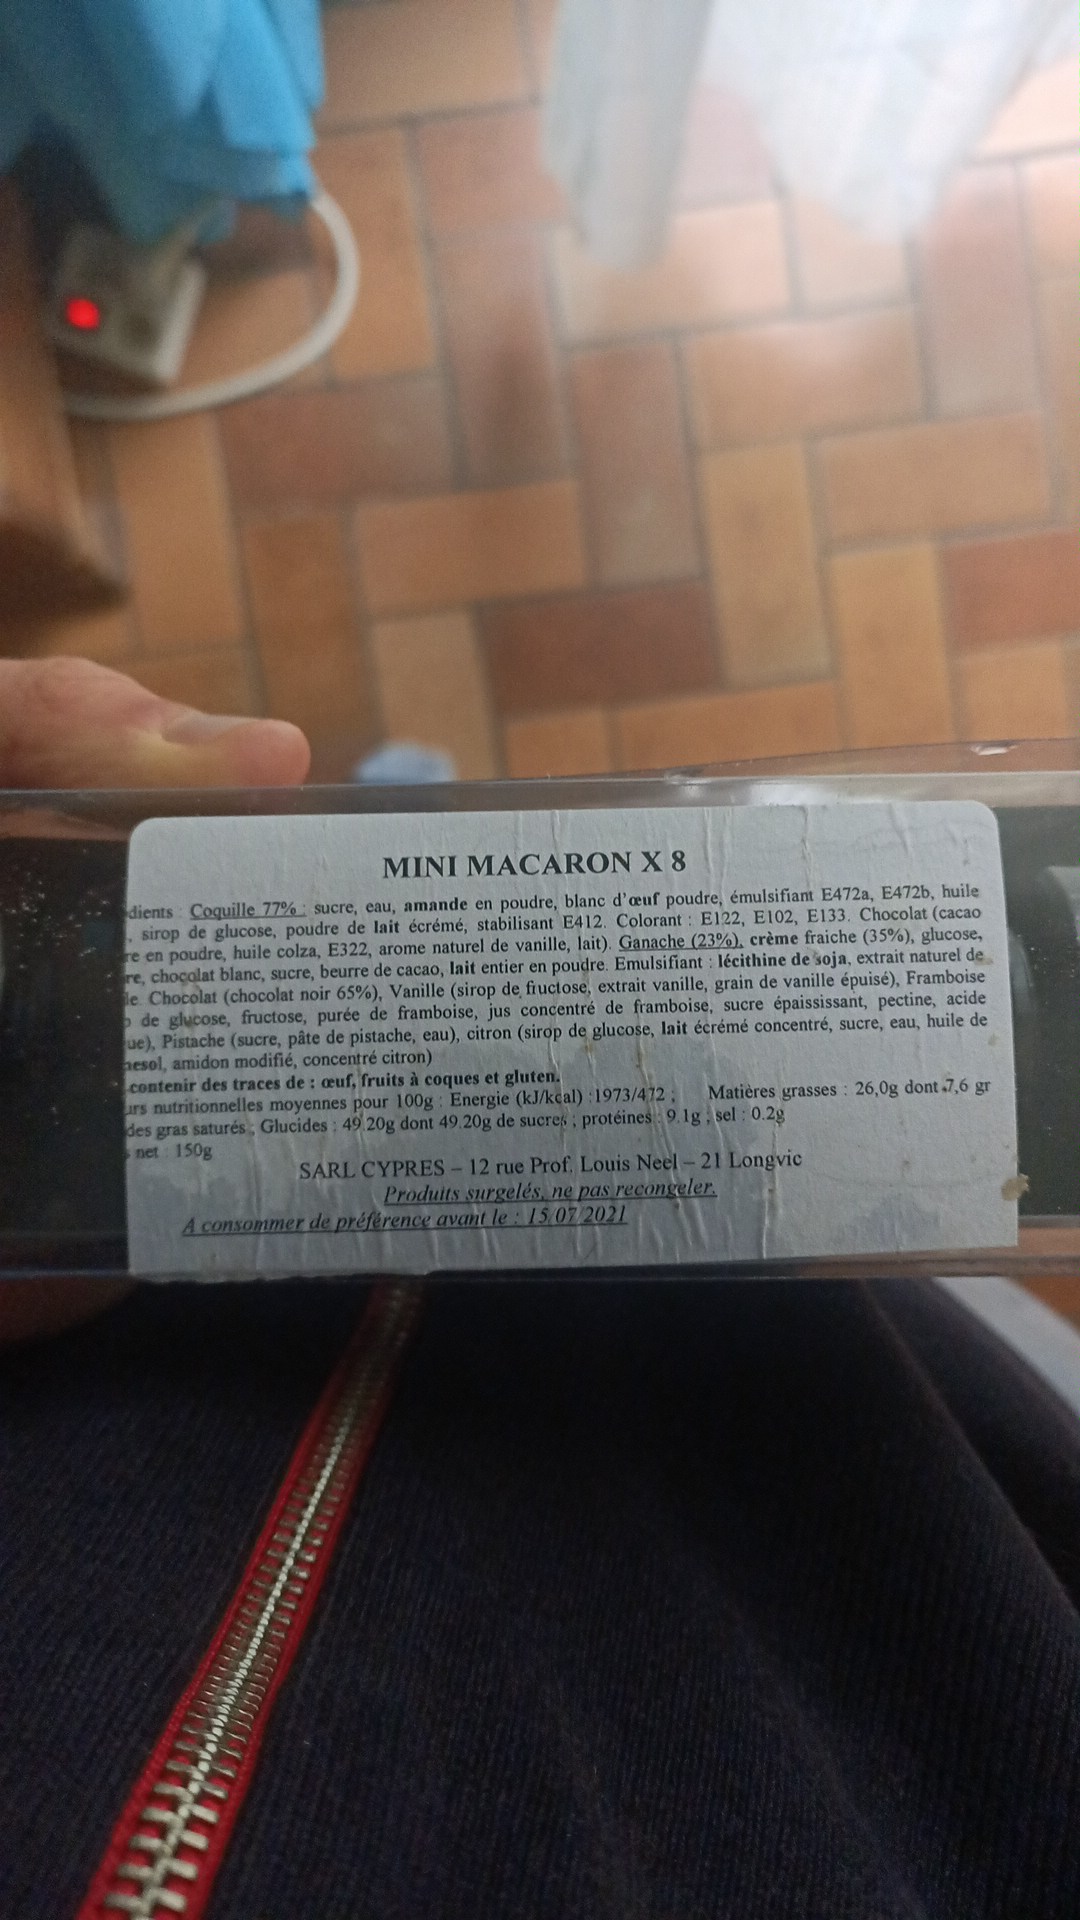 MINI MACARON X 8
dients : Coquille 77% : sucre, eau, amande en poudre, blanc d'œuf poudre, émulsifiant E472a, E472b, huile
, sirop de glucose, poudre de lait écrémé, stabilisant E412. Colorant : E122, E102, E133. Chocolat (cacao
re en poudre, huile colza, E322, arome naturel de vanille, lait). Ganache (23%), crème fraiche (35%), glucose,
re, chocolat blanc, sucre, beurre de cacao, lait entier en poudre. Emulsifiant : lécithine de soja, extrait naturel de
le. Chocolat (chocolat noir 65%), Vanille (sirop de fructose, extrait vanille, grain de vanille épuisé), Framboise
de glucose, fructose, purée de framboise, jus concentré de framboise, sucre épaississant, pectine, acide
ue), Pistache (sucre, pâte de pistache, eau), citron (sirop de glucose, lait écrémé concentré, sucre, eau, huile de
nesol, amidon modifié, concentré citron)
contenir des traces de : œuf, fruits à coques et gluten.
urs nutritionnelles moyennes pour 100g : Energie (kJ/kcal) :1973/472 ; Matières grasses : 26,0g dont 7,6 gr
des gras saturés ; Glucides : 49.20g dont 49.20g de sucres ; protéines : 9.1g ; sel : 0.2g
s net : 150g
SARL CYPRES – 12 rue Prof. Louis Neel – 21 Longvic
Produits surgelés, ne pas recongeler.
A consommer de préférence avant le : 15/07/2021